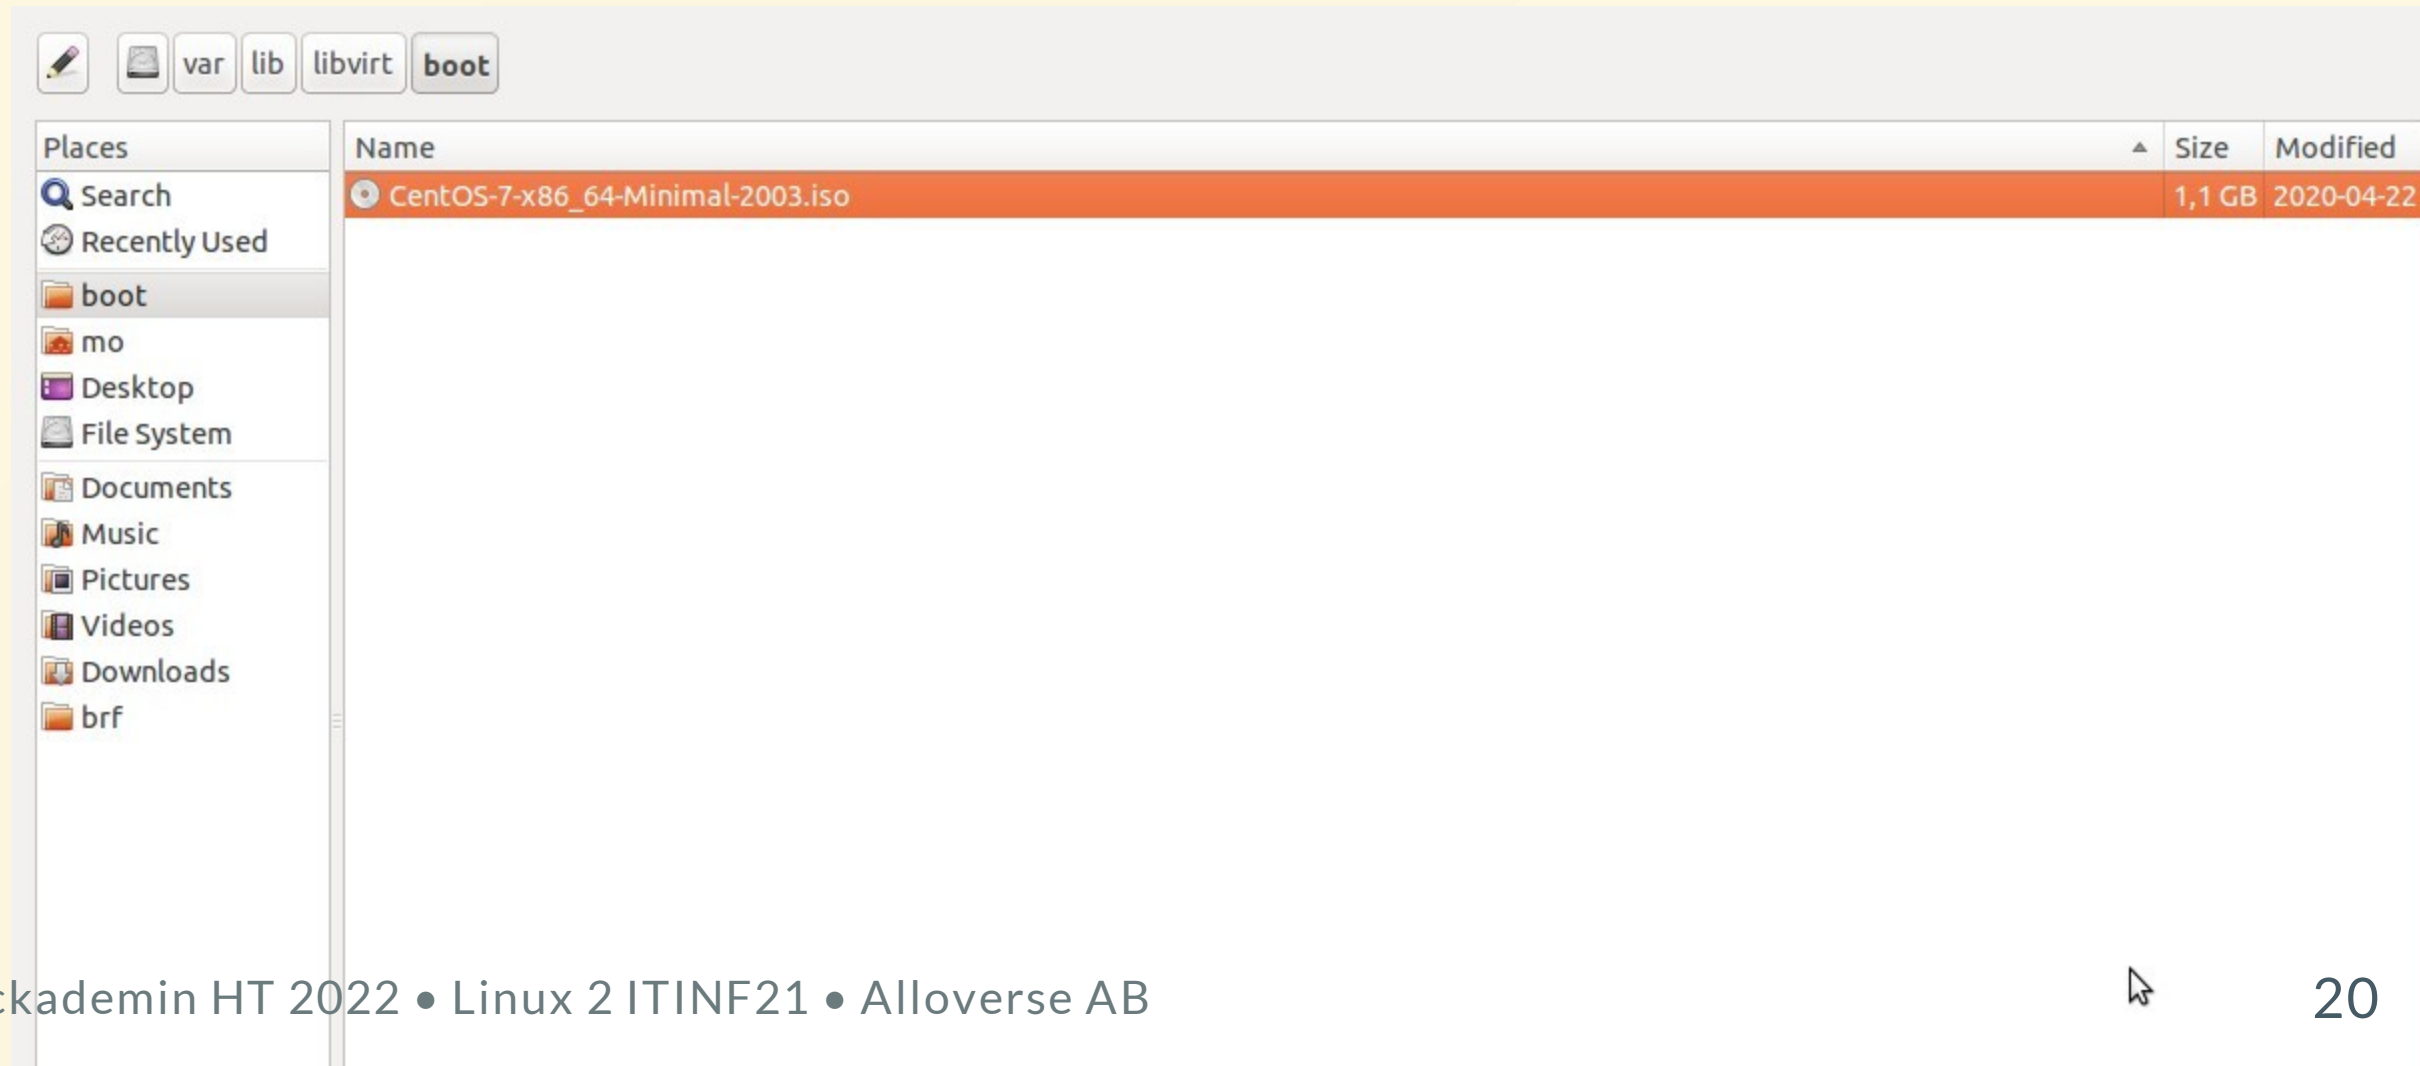 var lib libvirt boot
Places
Search
Recently Used
boot
mo
Desktop
File System
Documents
Music
Pictures
Videos
Downloads
brf
Name Size Modified
CentOS-7-x86_64-Minimal-2003.iso 1,1 GB 2020-04-22
ckademin HT 2022 • Linux 2 ITINF21 • Alloverse AB
20